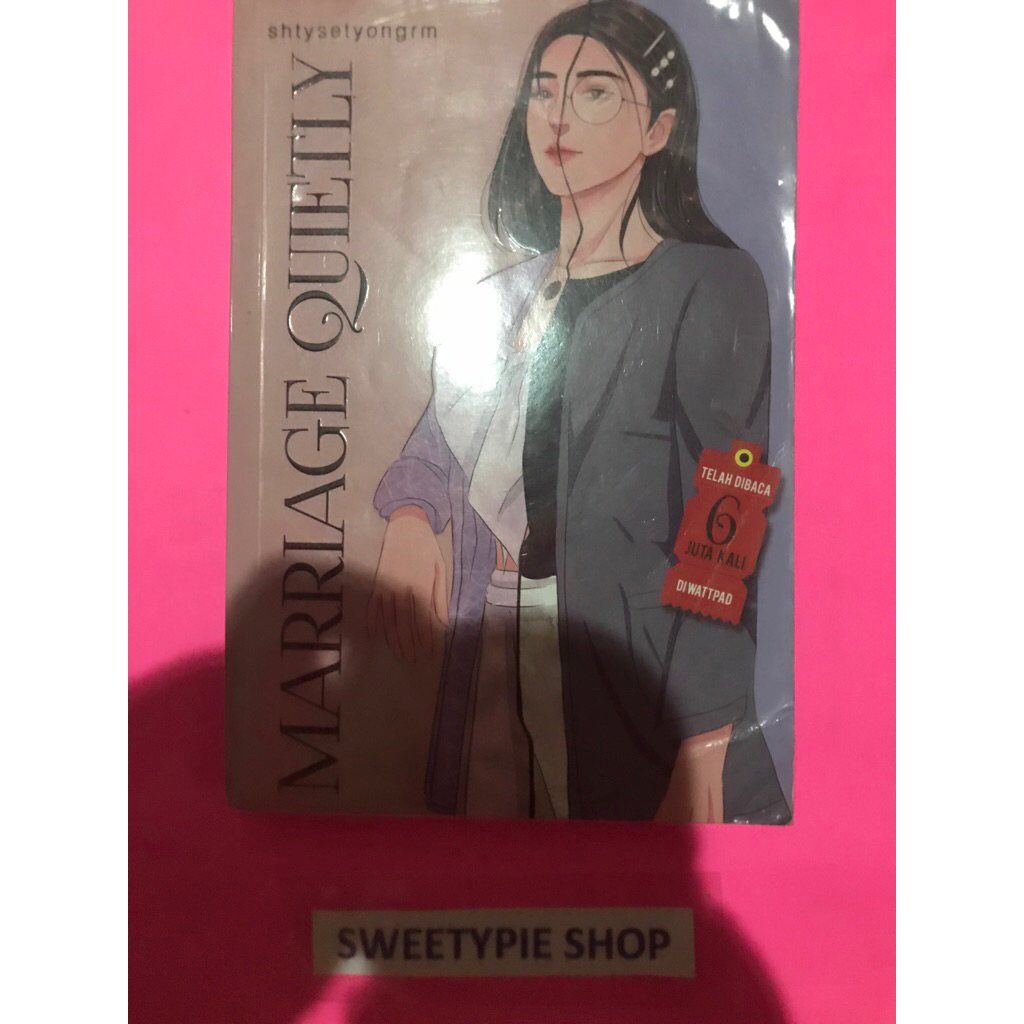 shtysetyongrm
MARRIAGE QUIETLY
TELAH DIBACA
6
JUTA KALI
DI WATTPAD
SWEETYPIE SHOP